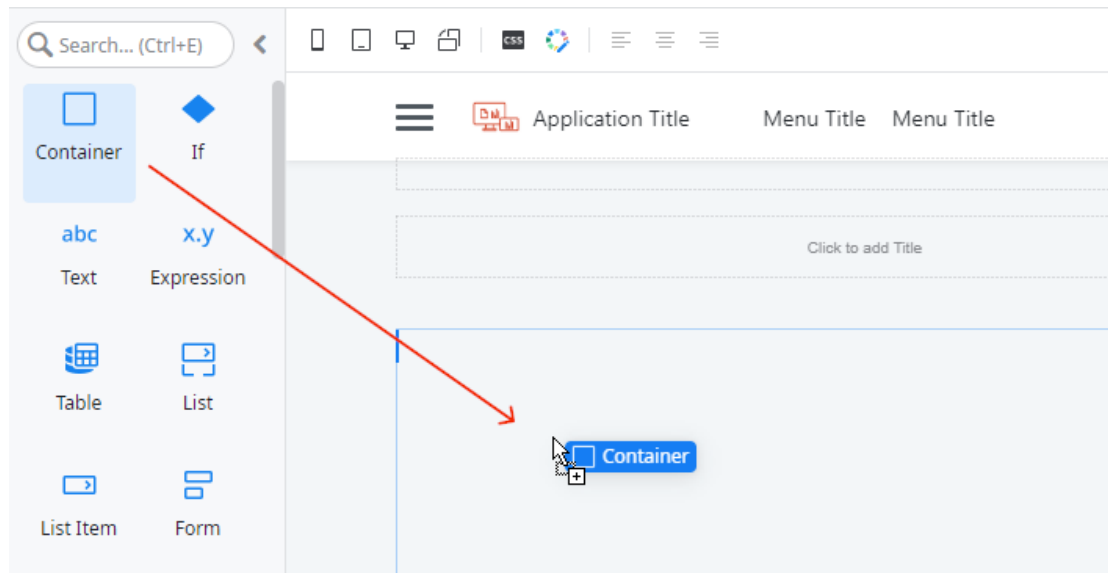 Search... (Ctrl+E)
css
Container
If
abc
x.y
Text
Expression
Table
List
List Item
Form
Application Title
Menu Title
Menu Title
Click to add Title
Container